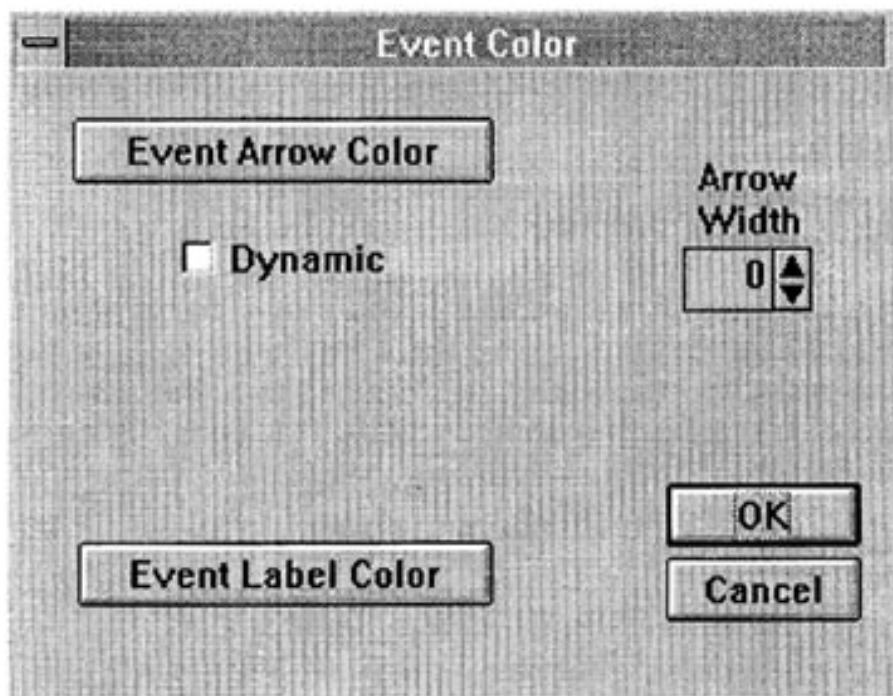 Event Color
Event Arrow Color
Arrow
Width
Dynamic
0
OK
Event Label Color
Cancel